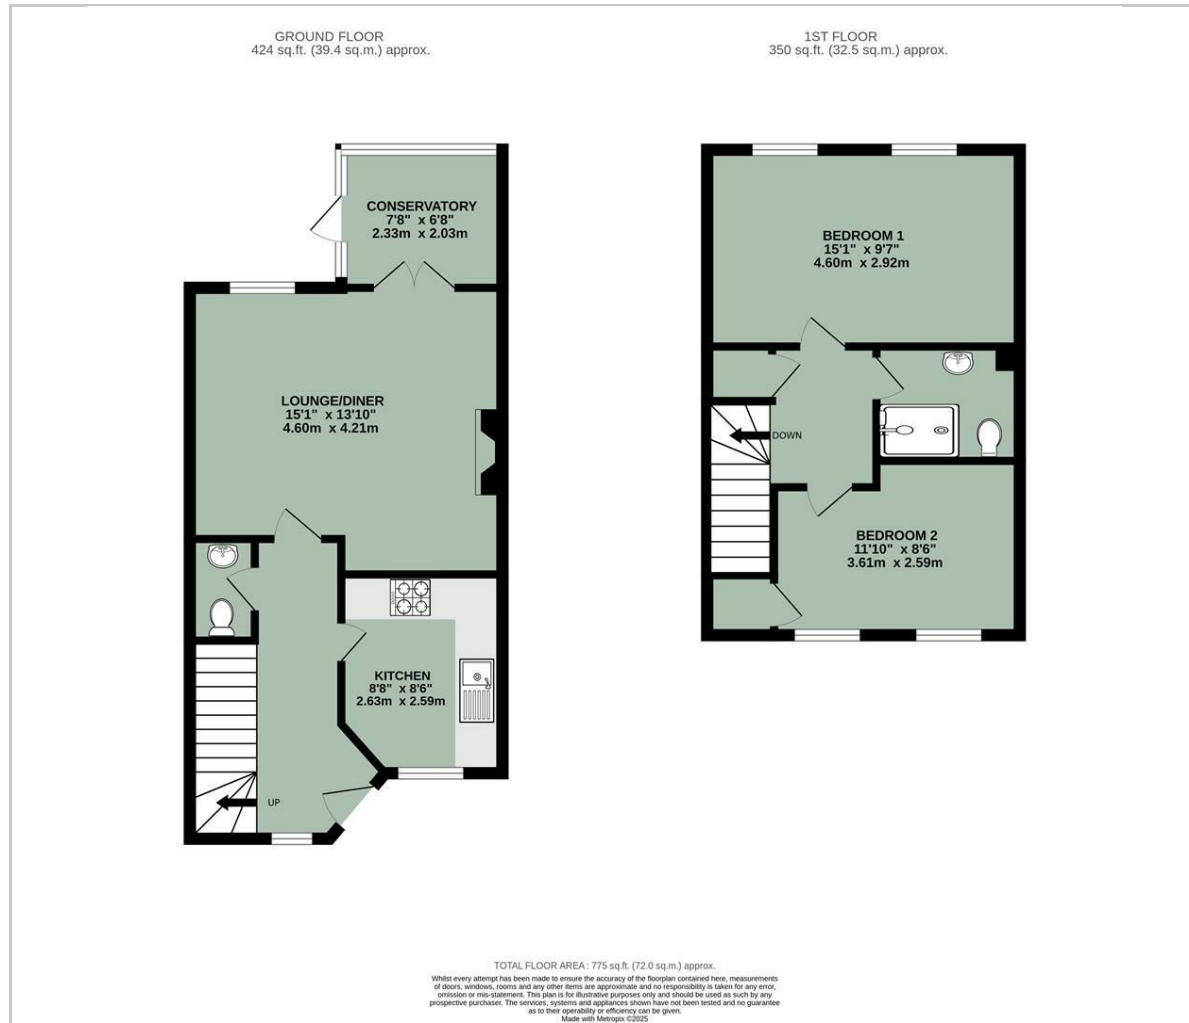 GROUND FLOOR
424 sq.ft. (39.4 sq.m.) approx.
1ST FLOOR
350 sq.ft. (32.5 sq.m.) approx.
CONSERVATORY
7'8" x 6'8"
2.33m x 2.03m
LOUNGE/DINER
15'1" x 13'10"
4.60m x 4.21m
KITCHEN
8'8" x 8'6"
2.63m x 2.59m
UP
BEDROOM 1
15'1" x 9'7"
4.60m x 2.92m
DOWN
BEDROOM 2
11'10" x 8'6"
3.61m x 2.59m
TOTAL FLOOR AREA : 775 sq.ft. (72.0 sq.m.) approx.
Whilst every attempt has been made to ensure the accuracy of the floorplan contained here, measurements
of doors, windows, rooms and any other items are approximate and no responsibility is taken for any error,
omission or mis-statement. This plan is for illustrative purposes only and should be used as such by any
prospective purchaser. The services, systems and appliances shown have not been tested and no guarantee
as to their operability or efficiency can be given.
Made with Metropix ©2025